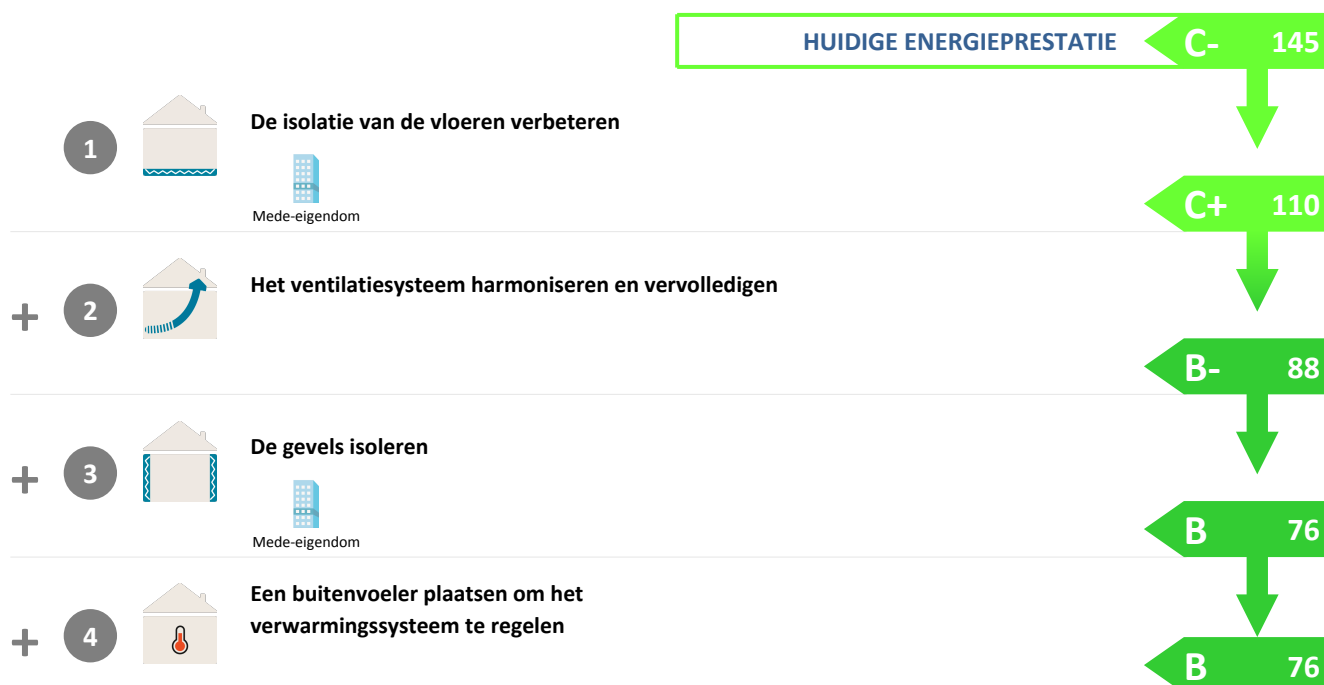 HUIDIGE ENERGIEPRESTATIE C- 145
1 De isolatie van de vloeren verbeteren
Mede-eigendom
C+ 110
+ 2 Het ventilatiesysteem harmoniseren en vervolledigen
B- 88
+ 3 De gevels isoleren
Mede-eigendom
B 76
+ 4 Een buitenvoeler plaatsen om het
verwarmingssysteem te regelen
B 76